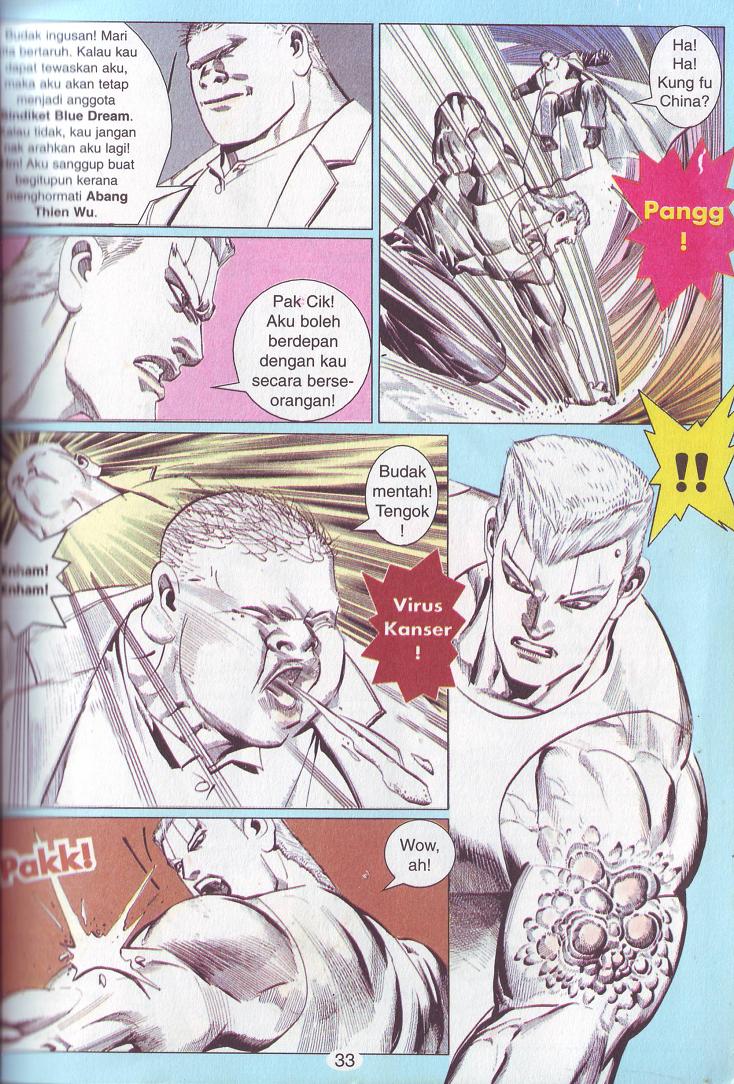 Budak ingusan! Mari
kita bertaruh. Kalau kau
dapat tewaskan aku,
maka aku akan tetap
menjadi anggota
Sindiket Blue Dream.
Kalau tidak, kau jangan
nak arahkan aku lagi!
Hm! Aku sanggup buat
begitupun kerana
menghormati Abang
Thien Wu.
Ha!
Ha!
Kung fu
China?
Pangg
!
Pak Cik!
Aku boleh
berdepan
dengan kau
secara berse-
orangan!
Budak
mentah!
Tengok
!
Virus
Kanser
!
!!
Pakk!
Wow,
ah!
33